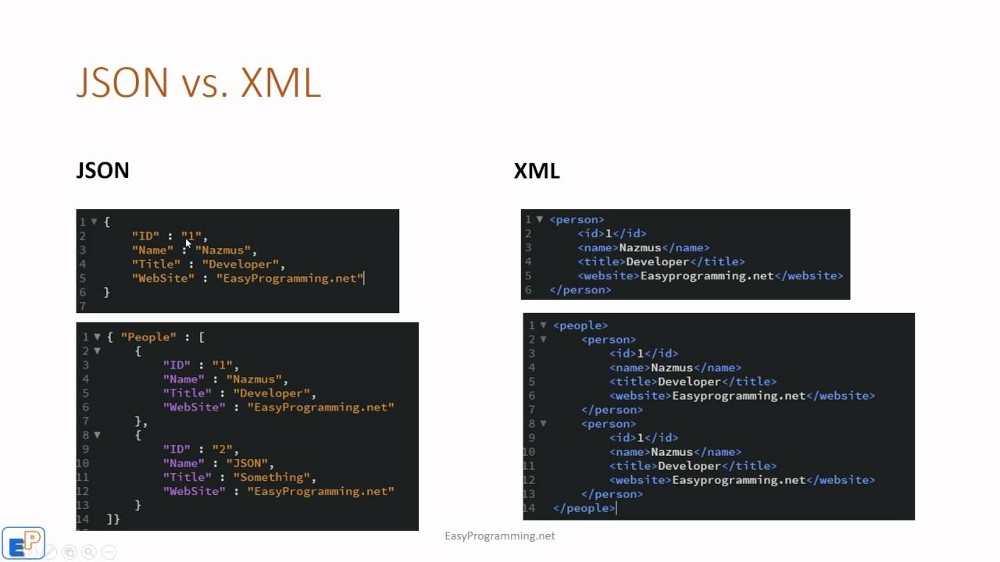 JSON vs. XML
JSON
1 {
2 "ID" : "1",
3 "Name" : "Nazmus",
4 "Title" : "Developer",
5 "WebSite" : "EasyProgramming.net"
6 }
7
1 { "People" : [
2 {
3 "ID" : "1",
4 "Name" : "Nazmus",
5 "Title" : "Developer",
6 "WebSite" : "EasyProgramming.net"
7 },
8 {
9 "ID" : "2",
10 "Name" : "JSON",
11 "Title" : "Something",
12 "WebSite" : "EasyProgramming.net"
13 }
14 ]}
XML
1 <person>
2 <id>1</id>
3 <name>Nazmus</name>
4 <title>Developer</title>
5 <website>Easyprogramming.net</website>
6 </person>
1 <people>
2 <person>
3 <id>1</id>
4 <name>Nazmus</name>
5 <title>Developer</title>
6 <website>Easyprogramming.net</website>
7 </person>
8 <person>
9 <id>1</id>
10 <name>Nazmus</name>
11 <title>Developer</title>
12 <website>Easyprogramming.net</website>
13 </person>
14 </people>
EP
EasyProgramming.net